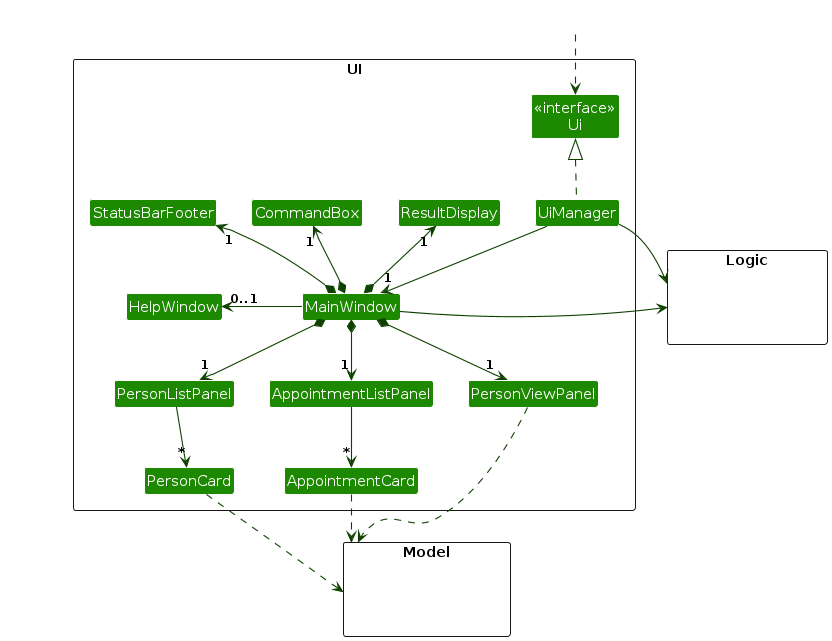 UI
«interface»
Ui
StatusBarFooter
CommandBox
ResultDisplay
UiManager
1
1
1
Logic
1
HelpWindow
0..1
MainWindow
1
1
1
PersonListPanel
AppointmentListPanel
PersonViewPanel
*
*
PersonCard
AppointmentCard
Model